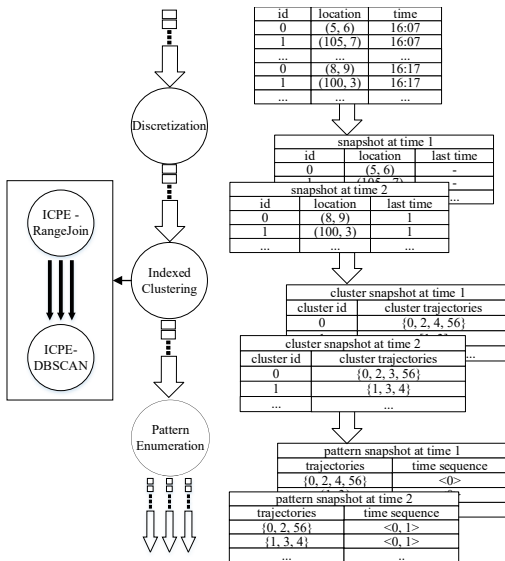 id location time
0 (5, 6) 16:07
1 (105, 7) 16:07
... ... ...
0 (8, 9) 16:17
1 (100, 3) 16:17
... ... ...
Discretization
snapshot at time 1
id location last time
0 (5, 6) -
-
...
snapshot at time 2
id location last time
0 (8, 9) 1
1 (100, 3) 1
... ... ...
ICPE -
RangeJoin
ICPE-
DBSCAN
Indexed
Clustering
cluster snapshot at time 1
cluster id cluster trajectories
0 {0, 2, 4, 56}
...
cluster snapshot at time 2
cluster id cluster trajectories
0 {0, 2, 3, 56}
1 {1, 3, 4}
... ...
Pattern
Enumeration
pattern snapshot at time 1
trajectories time sequence
{0, 2, 4, 56} <0>
pattern snapshot at time 2
trajectories time sequence
{0, 2, 56} <0, 1>
{1, 3, 4} <0, 1>
... ..